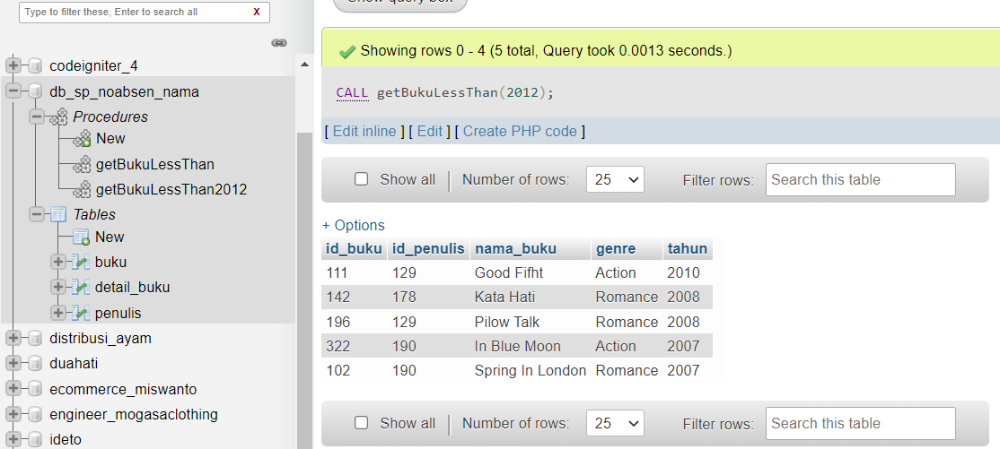 Type to filter these, Enter to search all X
codeigniter_4
db_sp_noabsen_nama
Procedures
New
getBukuLessThan
getBukuLessThan2012
Tables
New
buku
detail_buku
penulis
distribusi_ayam
duahati
ecommerce_miswanto
engineer_mogasaclothing
ideto
Show query box
Showing rows 0 - 4 (5 total, Query took 0.0013 seconds.)
CALL getBukuLessThan(2012);
[ Edit inline ] [ Edit ] [ Create PHP code ]
Show all | Number of rows: 25 Filter rows: Search this table
+ Options
id_buku id_penulis nama_buku genre tahun
111 129 Good Fifht Action 2010
142 178 Kata Hati Romance 2008
196 129 Pilow Talk Romance 2008
322 190 In Blue Moon Action 2007
102 190 Spring In London Romance 2007
Show all | Number of rows: 25 Filter rows: Search this table